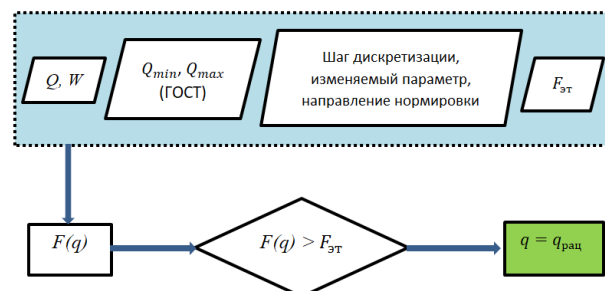 Q, W
Q_min, Q_max
(ГОСТ)
Шаг дискретизации,
изменяемый параметр,
направление нормировки
F_эт
F(q)
F(q) > F_эт
q = q_рац